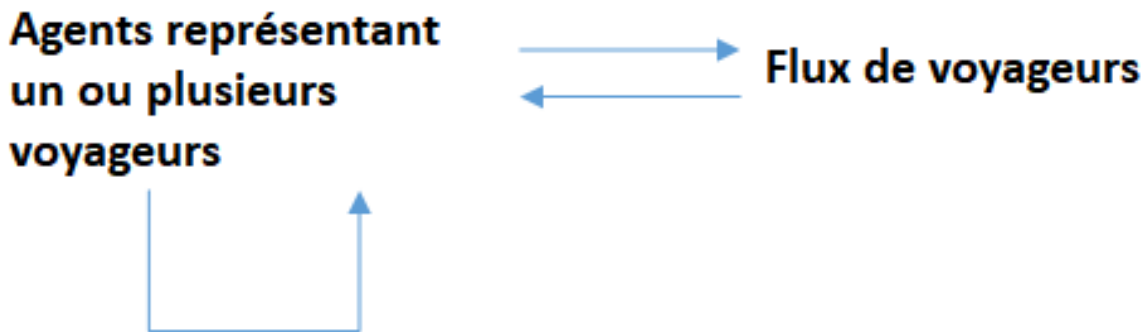 Agents représentant
un ou plusieurs
voyageurs
Flux de voyageurs